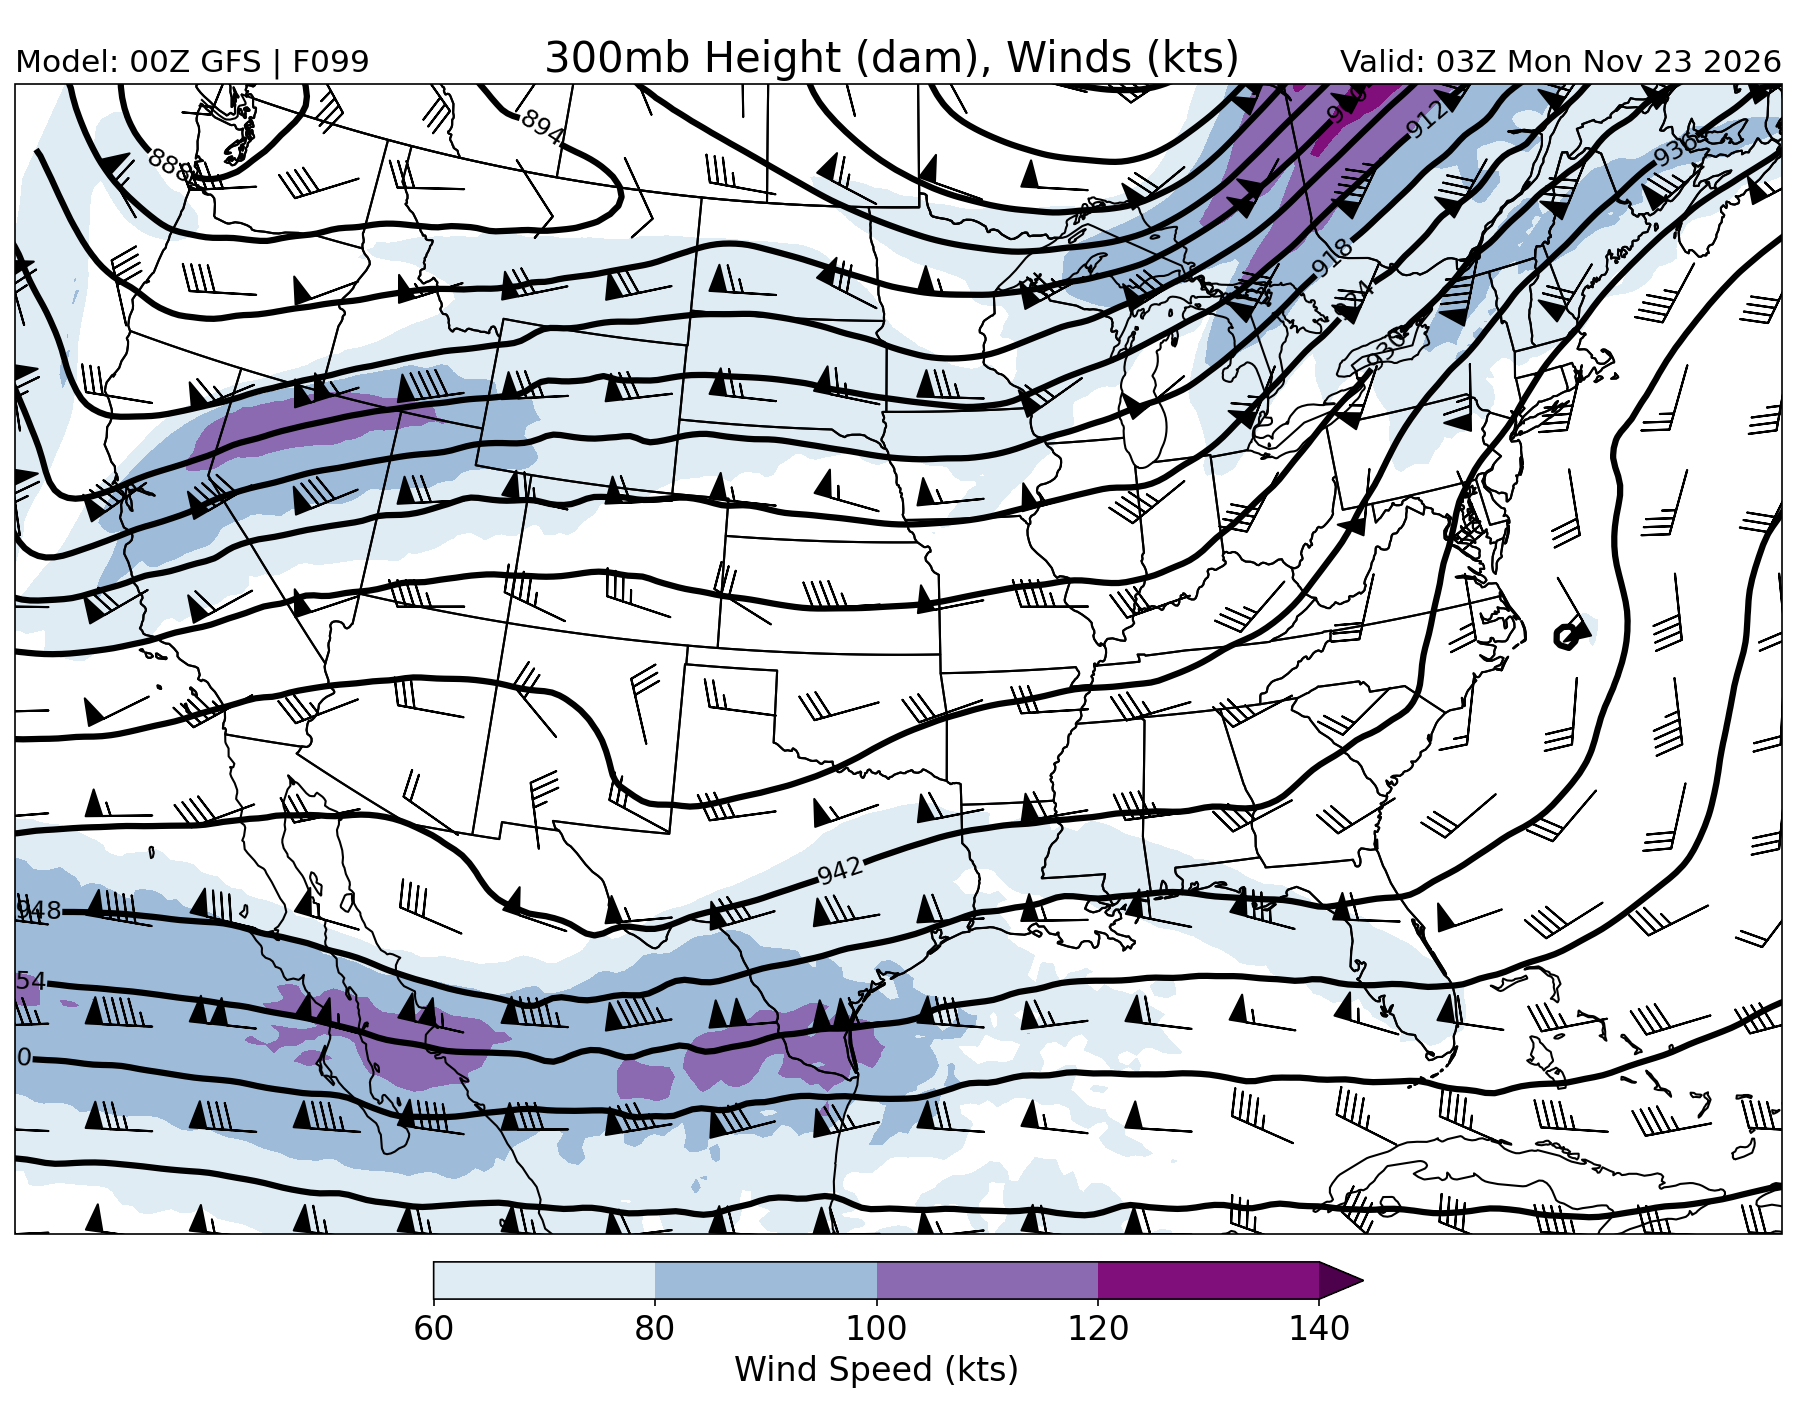 Model: 00Z GFS | F099
300mb Height (dam), Winds (kts)
Valid: 03Z Mon Nov 23 2026
894
912
936
888
918
924
930
942
948
54
0
60 80 100 120 140
Wind Speed (kts)